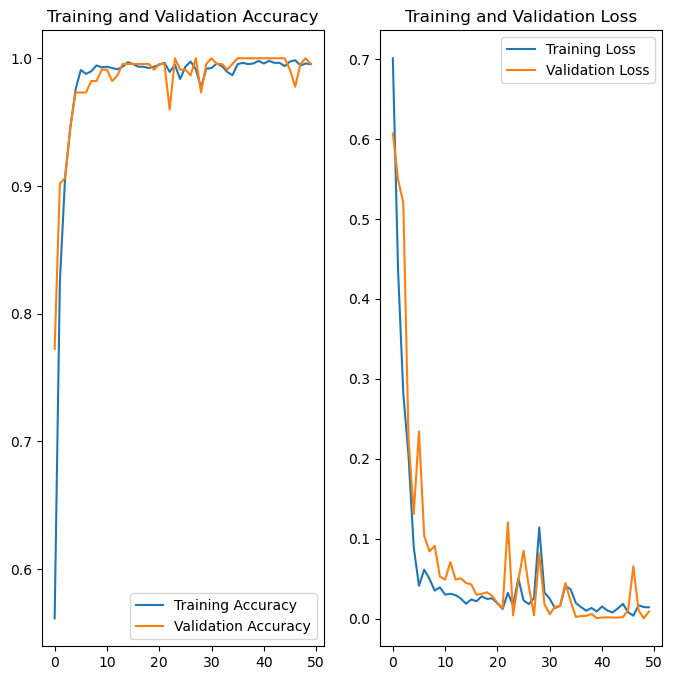 Training and Validation Accuracy
1.0
0.9
0.8
0.7
0.6
Training Accuracy
Validation Accuracy
0 10 20 30 40 50
Training and Validation Loss
Training Loss
Validation Loss
0.7
0.6
0.5
0.4
0.3
0.2
0.1
0.0
0 10 20 30 40 50